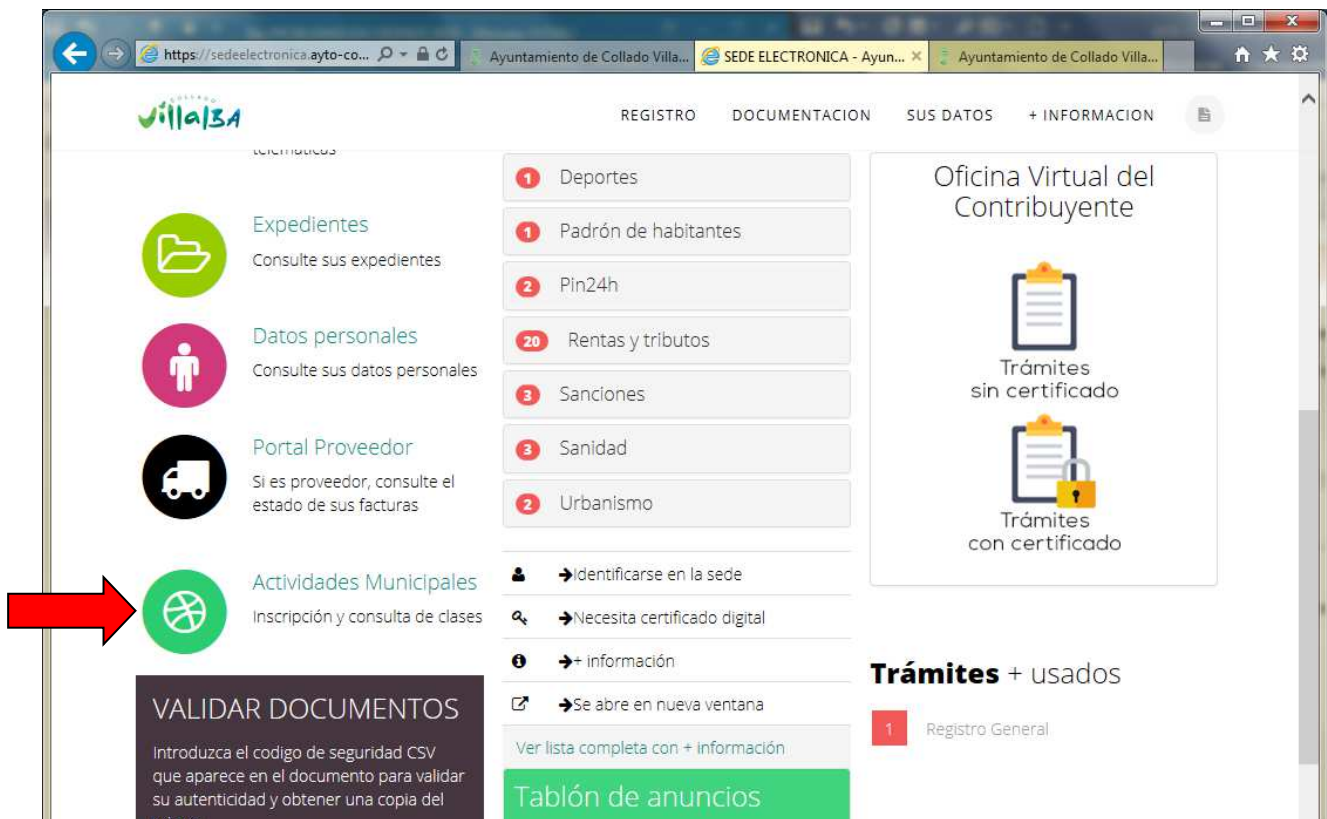 https://sedeelectronica.ayto-co...
Ayuntamiento de Collado Villa...
SEDE ELECTRONICA - Ayun...
Ayuntamiento de Collado Villa...
COLLADO
VillalBA
REGISTRO
DOCUMENTACION
SUS DATOS
+ INFORMACION
telemáticas
Expedientes
Consulte sus expedientes
Datos personales
Consulte sus datos personales
Portal Proveedor
Si es proveedor, consulte el
estado de sus facturas
Actividades Municipales
Inscripción y consulta de clases
VALIDAR DOCUMENTOS
Introduzca el codigo de seguridad CSV
que aparece en el documento para validar
su autenticidad y obtener una copia del
1 Deportes
1 Padrón de habitantes
2 Pin24h
20 Rentas y tributos
3 Sanciones
3 Sanidad
2 Urbanismo
➔Identificarse en la sede
➔Necesita certificado digital
➔+ información
➔Se abre en nueva ventana
Ver lista completa con + información
Tablón de anuncios
Oficina Virtual del
Contribuyente
Trámites
sin certificado
Trámites
con certificado
Trámites + usados
1 Registro General